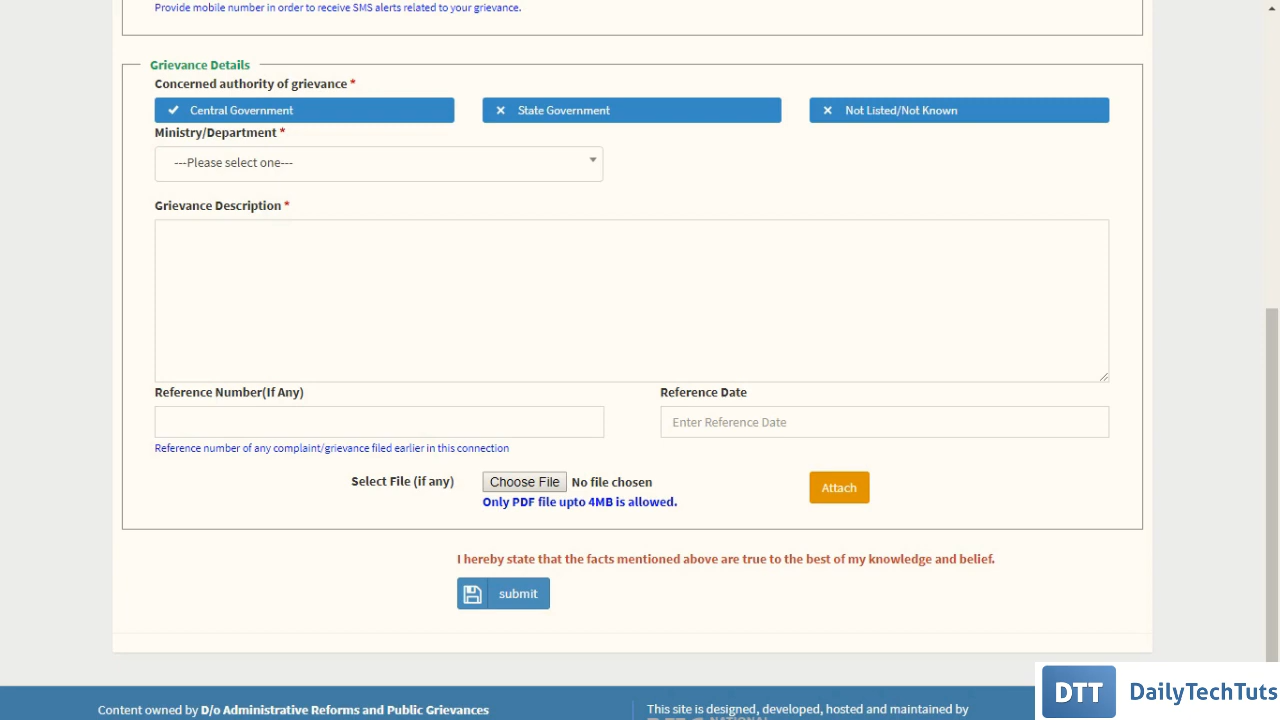 Provide mobile number in order to receive SMS alerts related to your grievance.
Grievance Details
Concerned authority of grievance *
Central Government
State Government
Not Listed/Not Known
Ministry/Department *
---Please select one---
Grievance Description *
Reference Number(If Any)
Reference Date
Enter Reference Date
Reference number of any complaint/grievance filed earlier in this connection
Select File (if any)
Choose File No file chosen
Attach
Only PDF file upto 4MB is allowed.
I hereby state that the facts mentioned above are true to the best of my knowledge and belief.
submit
DTT DailyTechTuts
Content owned by D/o Administrative Reforms and Public Grievances
This site is designed, developed, hosted and maintained by
NATIONAL